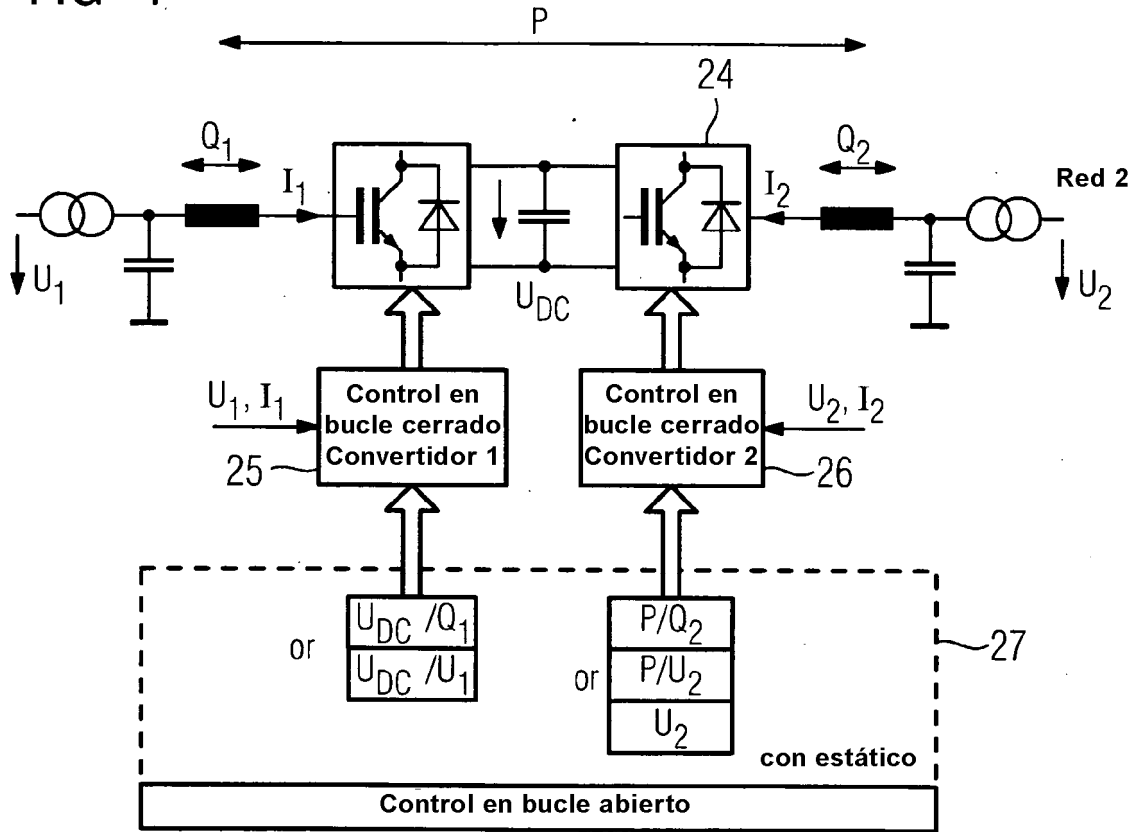 P
24
Q1
Q2
I1
I2
Red 2
U1
UDC
U2
Control en
bucle cerrado
Convertidor 1
Control en
bucle cerrado
Convertidor 2
U1, I1
U2, I2
25
26
UDC /Q1
or
UDC /U1
P/Q2
or
P/U2
U2
27
con estático
Control en bucle abierto